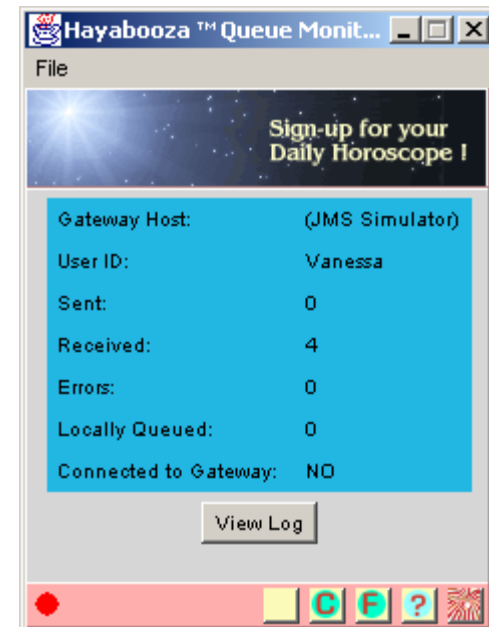 Hayabooza ™ Queue Monit...
File
Sign-up for your
Daily Horoscope !
Gateway Host: (JMS Simulator)
User ID: Vanessa
Sent: 0
Received: 4
Errors: 0
Locally Queued: 0
Connected to Gateway: NO
View Log
C F ?